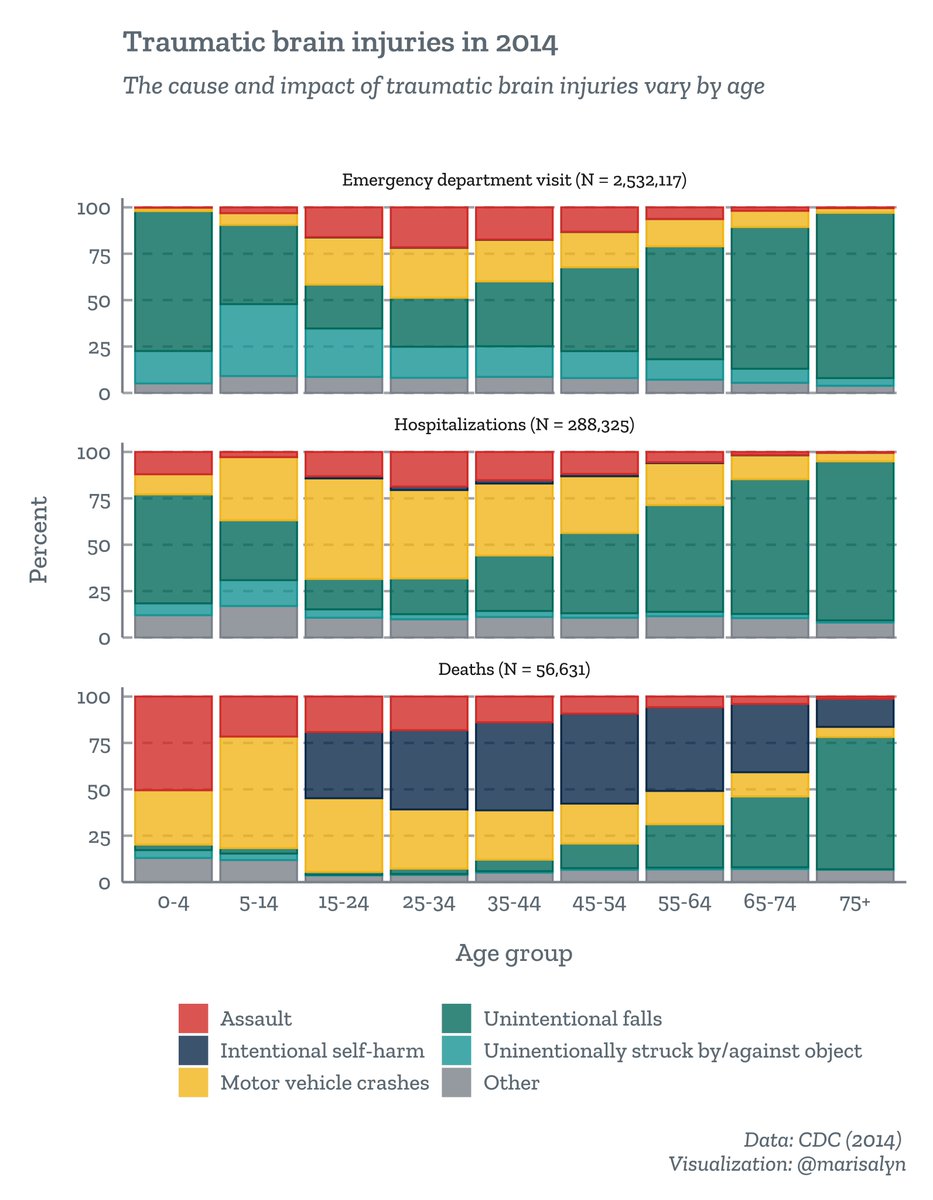 Traumatic brain injuries in 2014
The cause and impact of traumatic brain injuries vary by age
Emergency department visit (N = 2,532,117)
100
75
50
25
0
Hospitalizations (N = 288,325)
100
75
50
25
0
Percent
Deaths (N = 56,631)
100
75
50
25
0
0-4 5-14 15-24 25-34 35-44 45-54 55-64 65-74 75+
Age group
Assault
Intentional self-harm
Motor vehicle crashes
Unintentional falls
Uninentionally struck by/against object
Other
Data: CDC (2014)
Visualization: @marisalyn